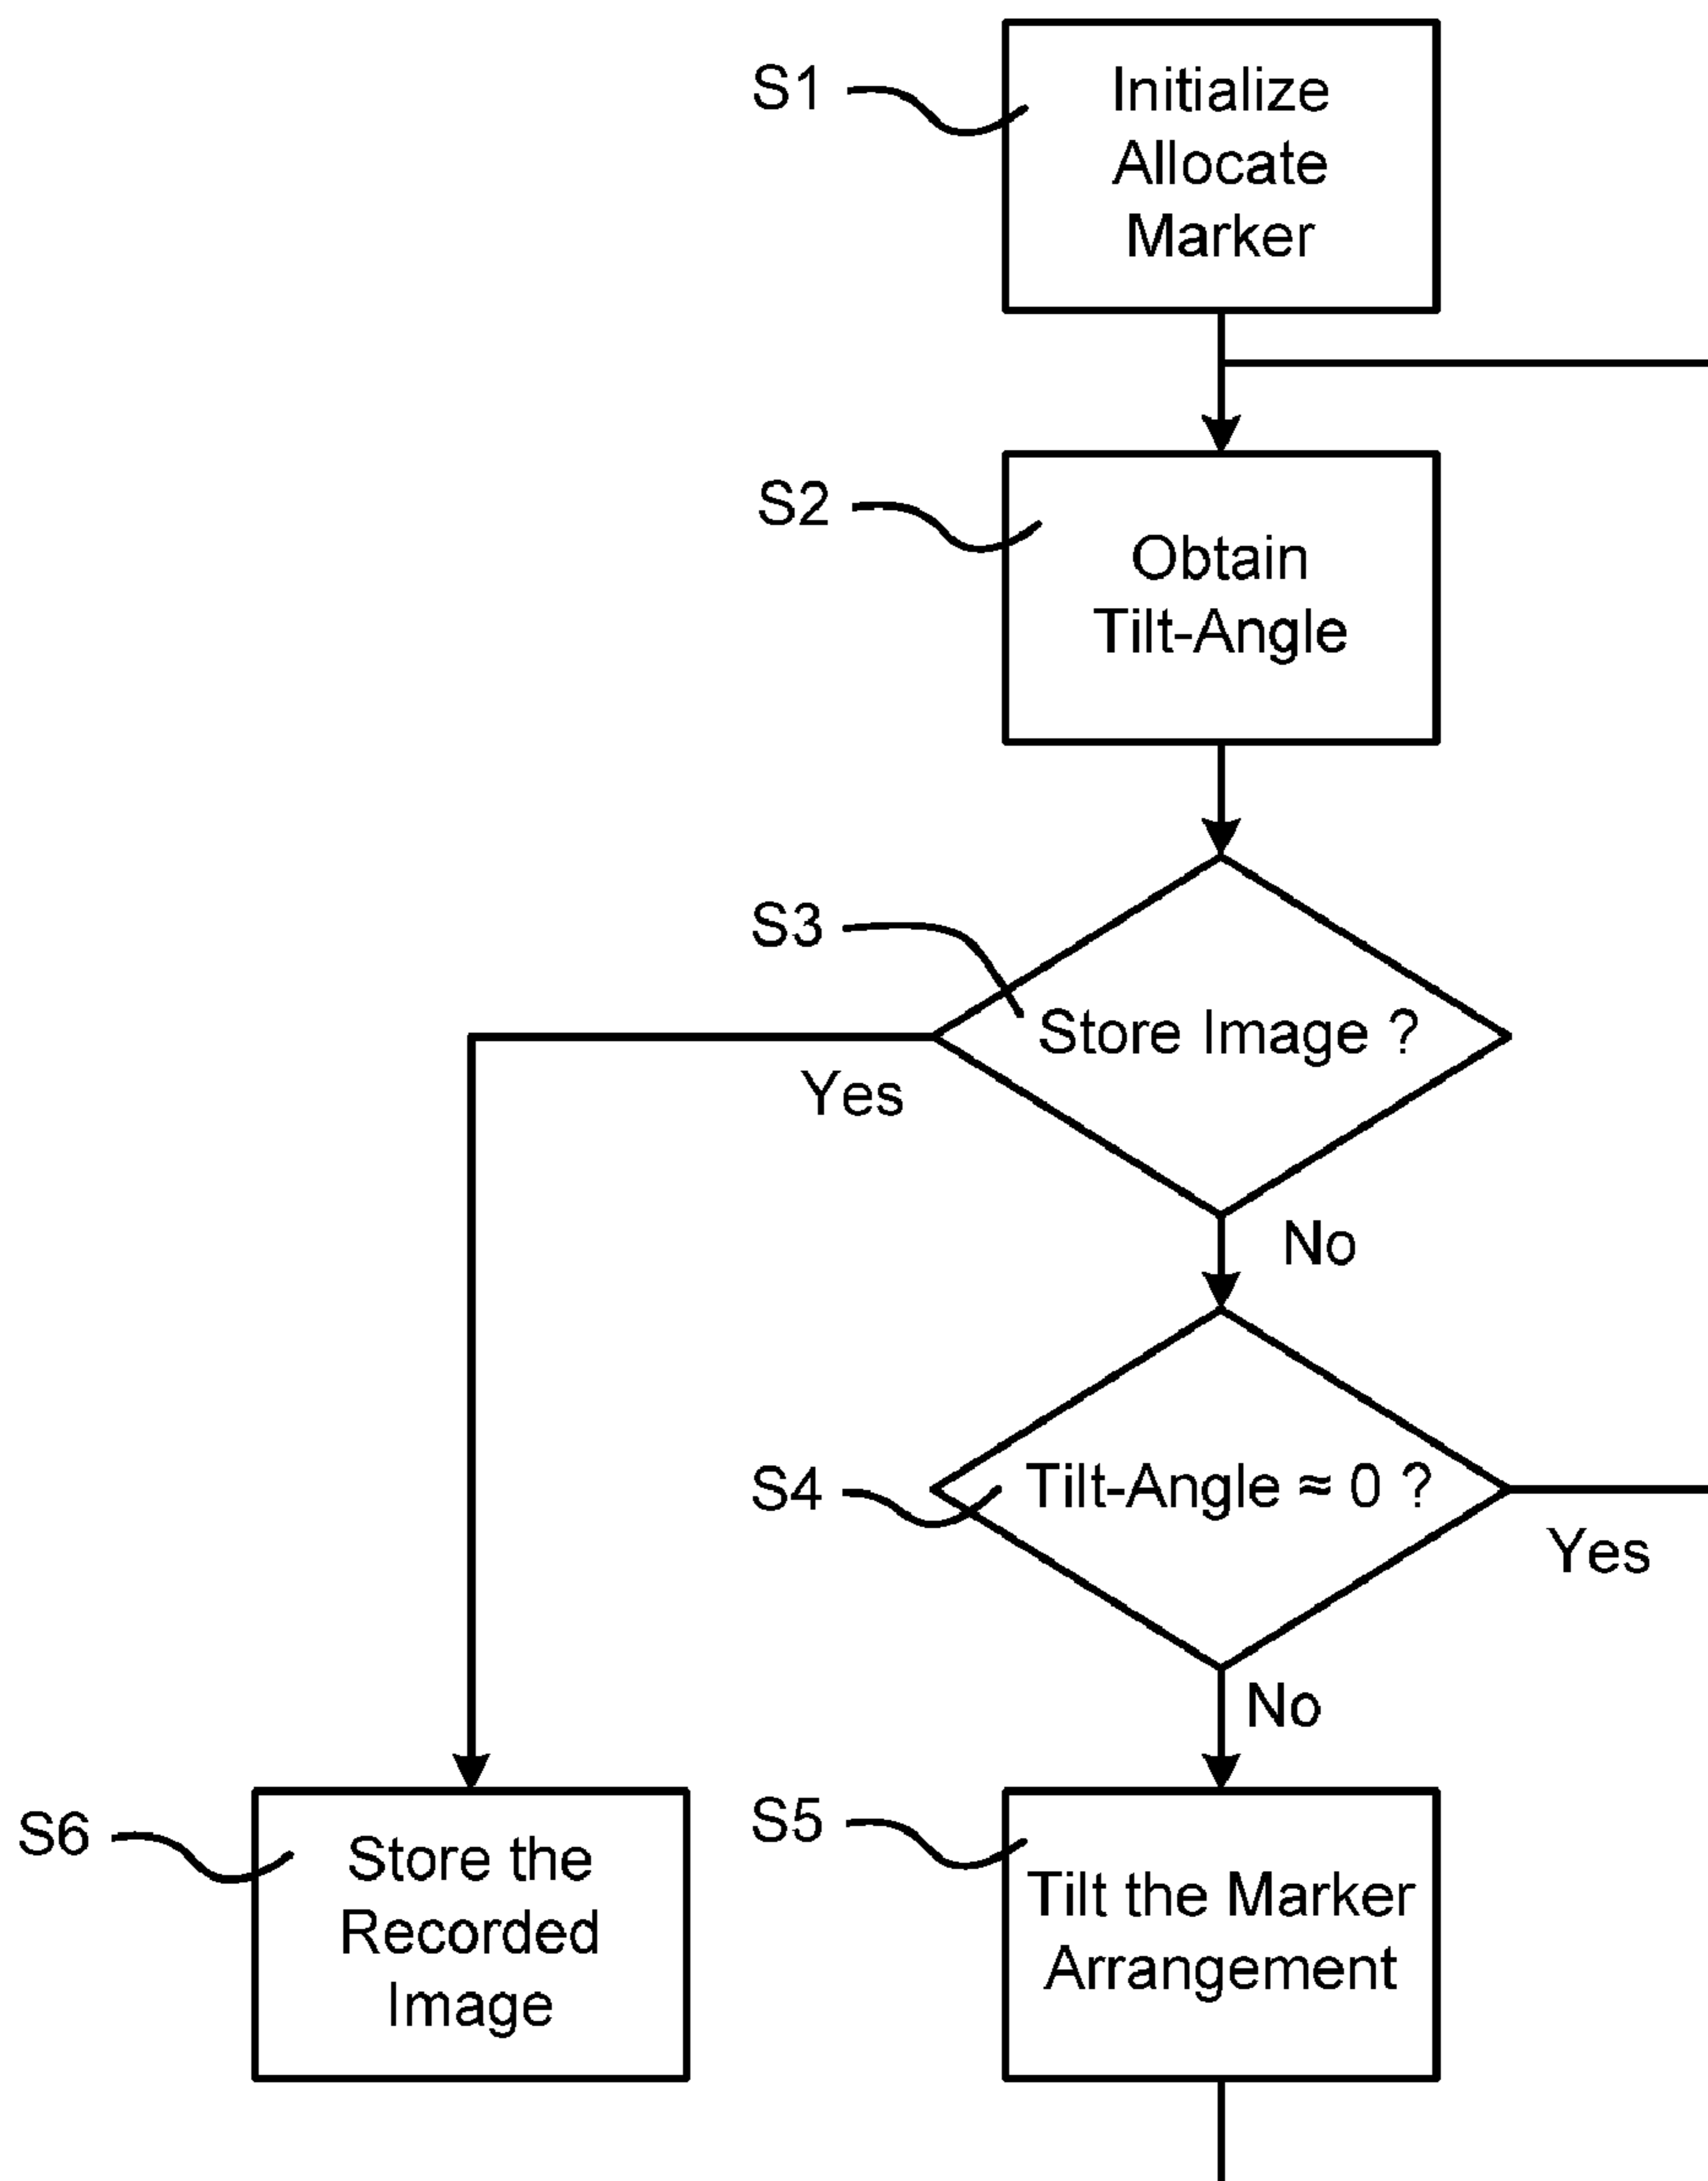 S1
Initialize
Allocate
Marker
S2
Obtain
Tilt-Angle
S3
Store Image ?
Yes
No
S4
Tilt-Angle ≈ 0 ?
Yes
No
S6
Store the
Recorded
Image
S5
Tilt the Marker
Arrangement